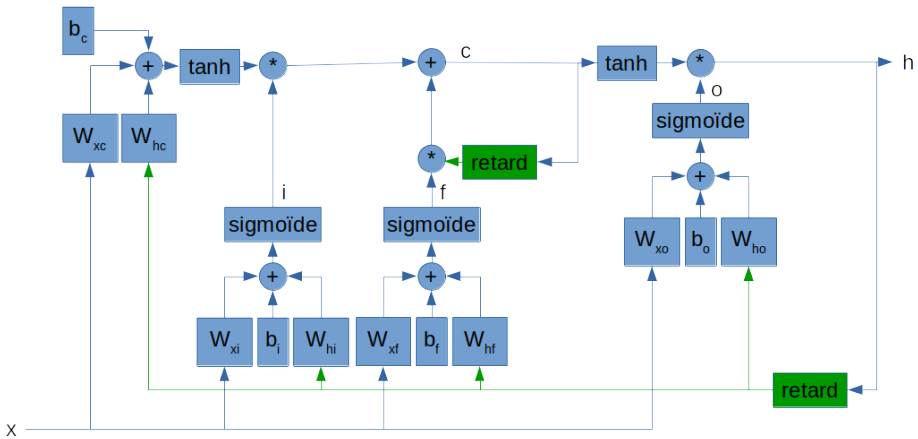 b_c
c
h
+
tanh
*
+
tanh
*
o
W_xc
W_hc
sigmoïde
*
retard
i
f
+
sigmoïde
sigmoïde
W_xo
b_o
W_ho
+
+
W_xi
b_i
W_hi
W_xf
b_f
W_hf
retard
x